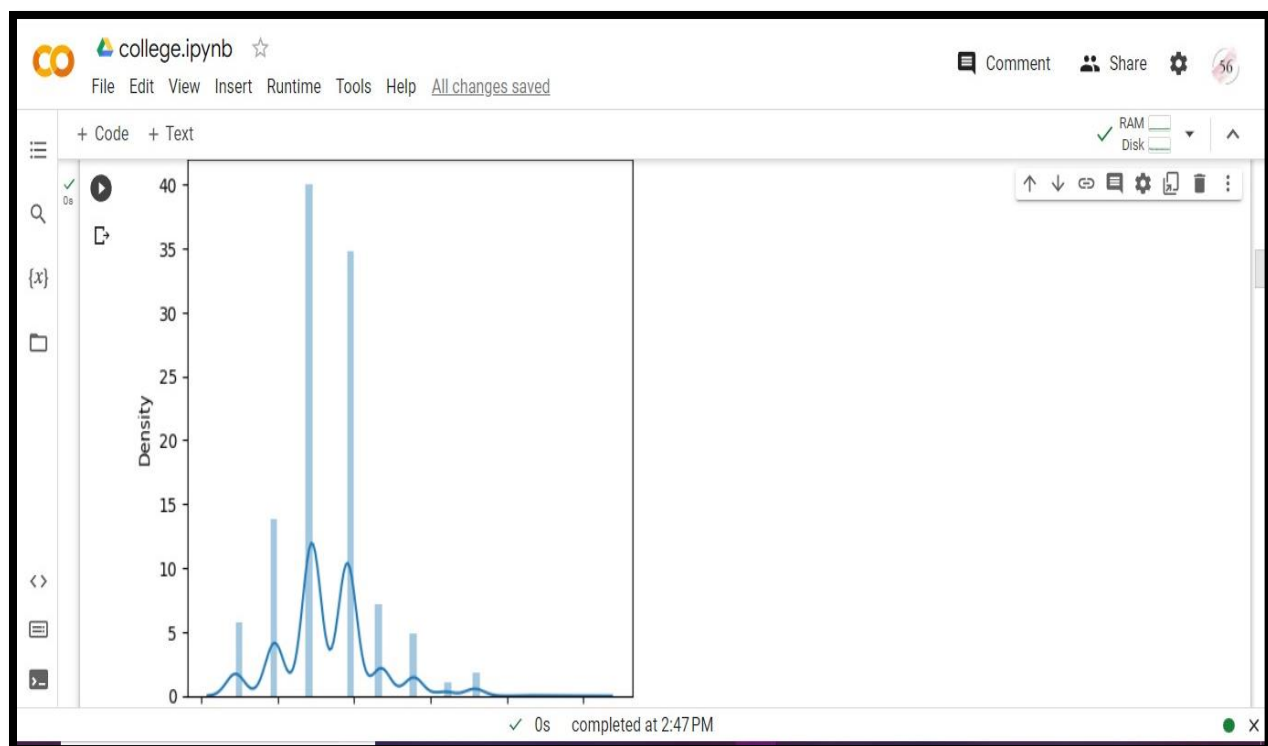 CO
college.ipynb
File Edit View Insert Runtime Tools Help All changes saved
Comment Share 56
+ Code + Text
RAM
Disk
0s
{x}
40
35
30
25
20
15
10
5
0
Density
0s completed at 2:47 PM
X